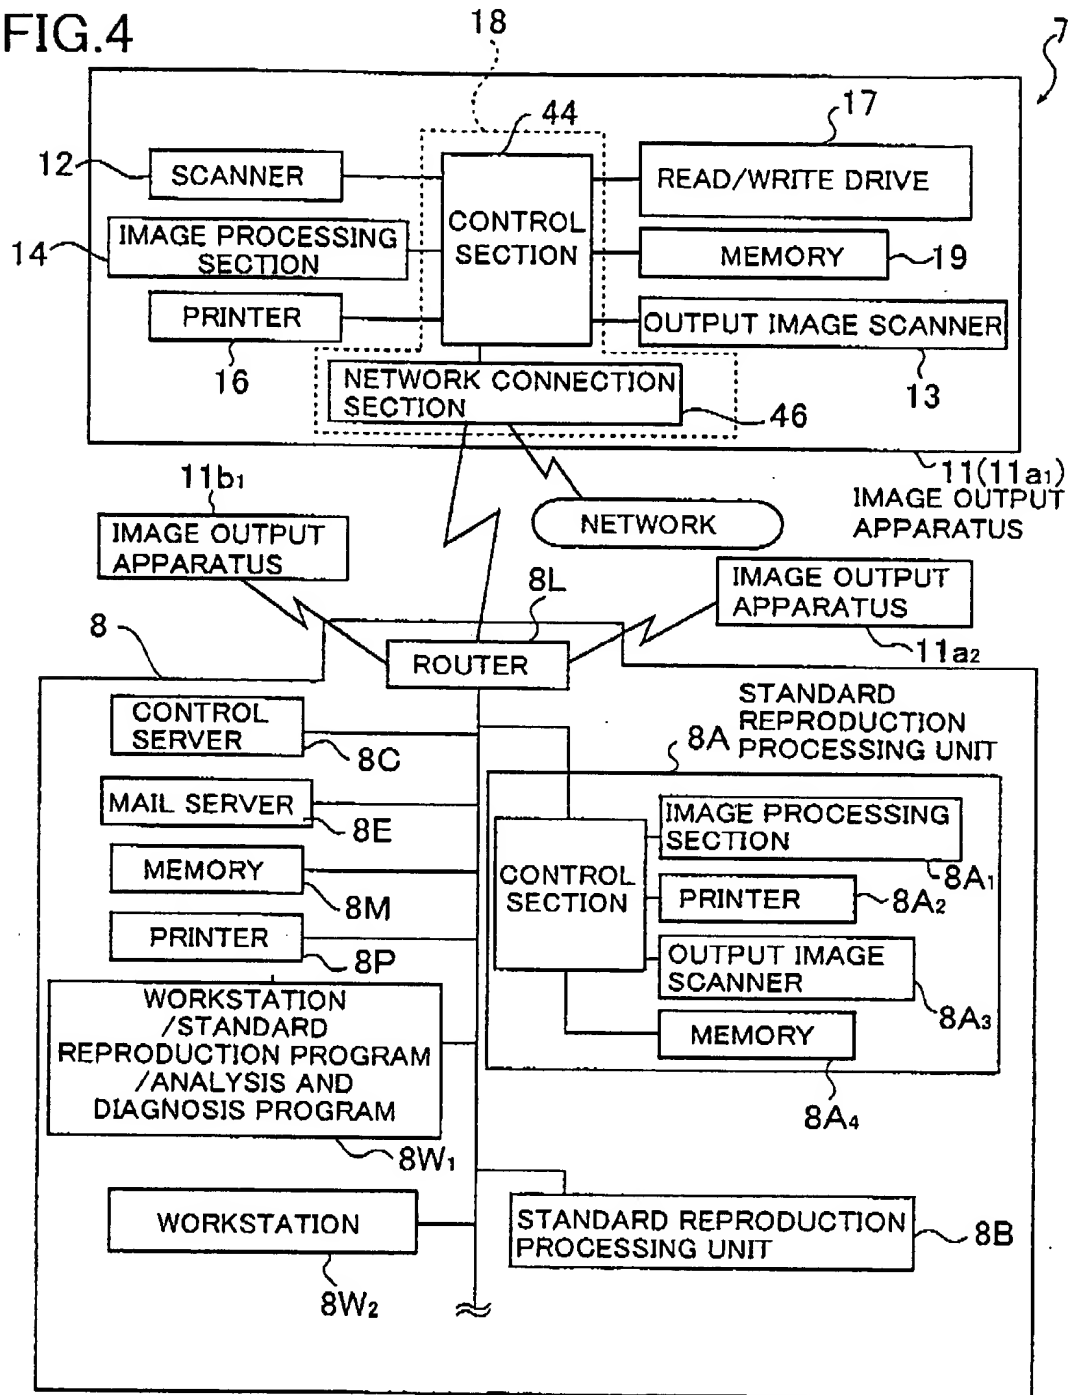 FIG.4
18
7
44
17
12
SCANNER
READ/WRITE DRIVE
CONTROL
SECTION
14
IMAGE PROCESSING
SECTION
MEMORY
19
PRINTER
16
OUTPUT IMAGE SCANNER
13
NETWORK CONNECTION
SECTION
46
11(11a1)
IMAGE OUTPUT
APPARATUS
11b1
IMAGE OUTPUT
APPARATUS
NETWORK
8L
IMAGE OUTPUT
APPARATUS
11a2
8
ROUTER
CONTROL
SERVER
8C
STANDARD
REPRODUCTION
PROCESSING UNIT
8A
MAIL SERVER
8E
IMAGE PROCESSING
SECTION
8A1
MEMORY
8M
CONTROL
SECTION
PRINTER
8A2
PRINTER
8P
OUTPUT IMAGE
SCANNER
8A3
WORKSTATION
/STANDARD
REPRODUCTION PROGRAM
/ANALYSIS AND
DIAGNOSIS PROGRAM
8W1
MEMORY
8A4
WORKSTATION
8W2
STANDARD REPRODUCTION
PROCESSING UNIT
8B